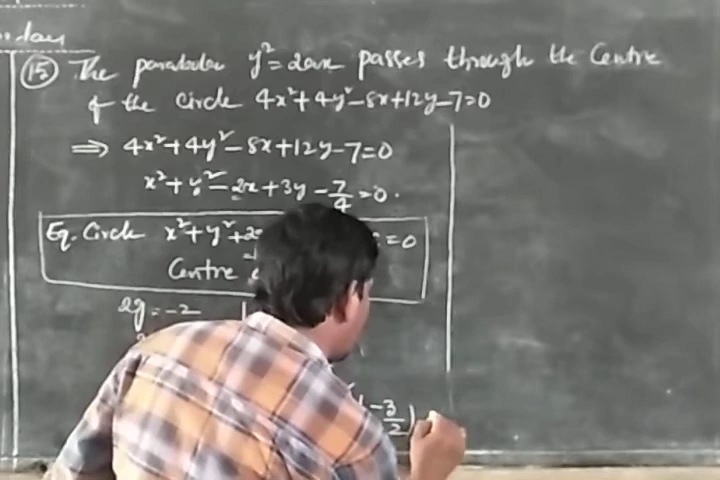 (15) The parabola y² = 2ax passes through the Centre
of the circle 4x² + 4y² - 8x + 12y - 7 = 0
⇒ 4x² + 4y² - 8x + 12y - 7 = 0
x² + y² - 2x + 3y - 7/4 = 0.
Eq. Circle x² + y² + 2 = 0
Centre
2g = -2
-3/2)